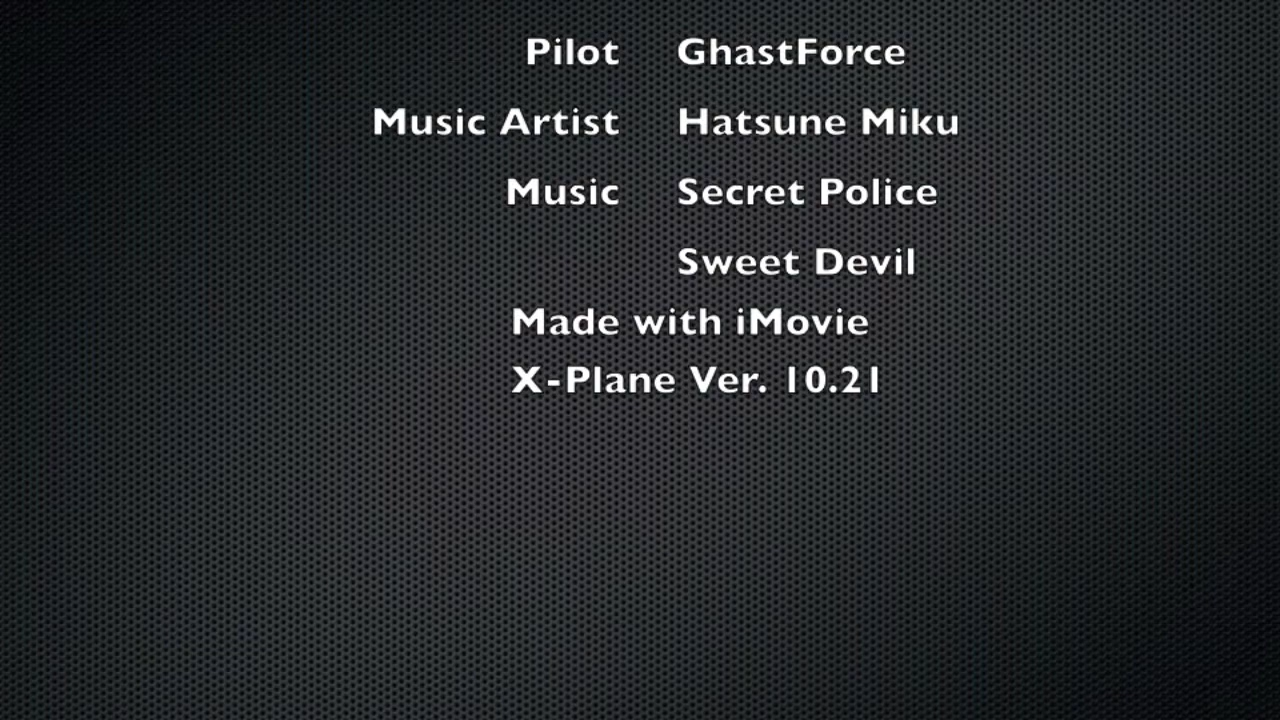 Pilot GhastForce
Music Artist Hatsune Miku
Music Secret Police
Sweet Devil
Made with iMovie
X-Plane Ver. 10.21